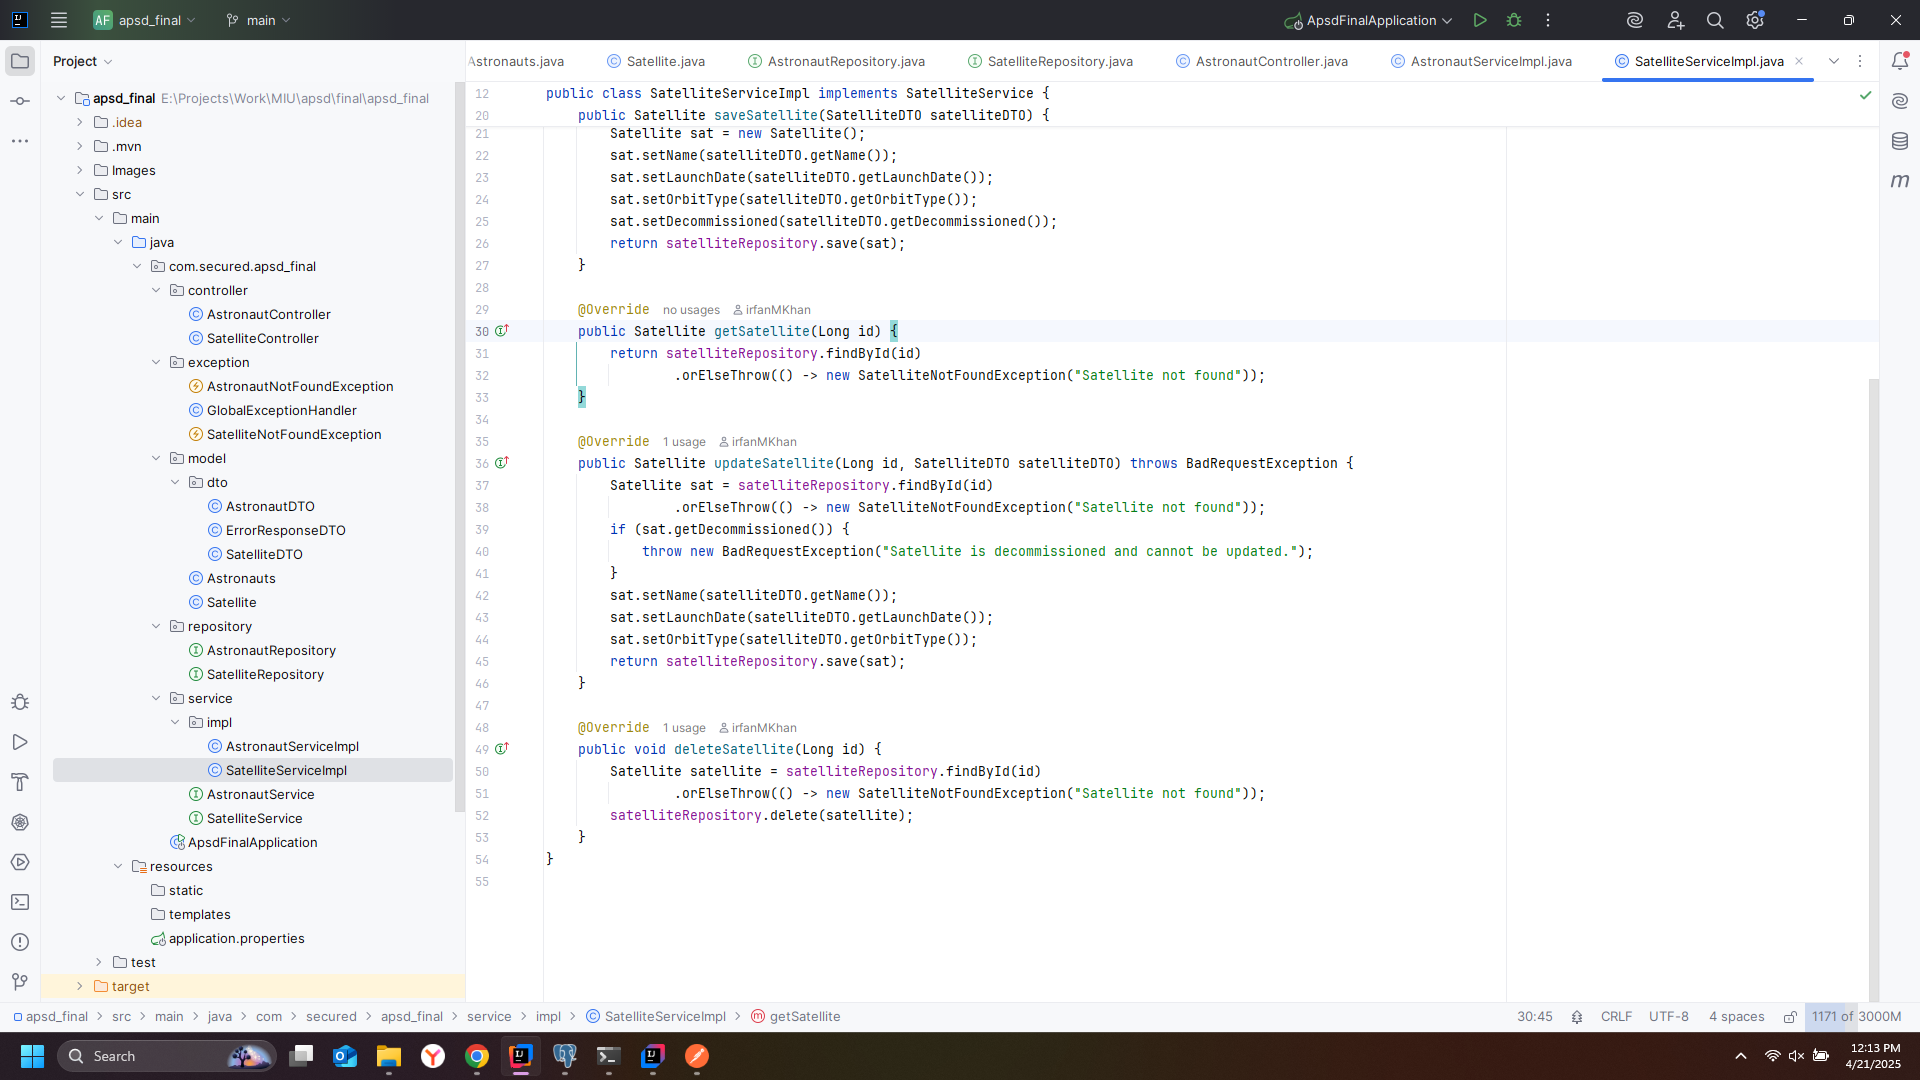 AF apsd_final main ApsdFinalApplication
Project
Astronauts.java Satellite.java AstronautRepository.java SatelliteRepository.java AstronautController.java AstronautServiceImpl.java SatelliteServiceImpl.java
apsd_final E:\Projects\Work\MIU\apsd\final\apsd_final
.idea
.mvn
Images
src
main
java
com.secured.apsd_final
controller
AstronautController
SatelliteController
exception
AstronautNotFoundException
GlobalExceptionHandler
SatelliteNotFoundException
model
dto
AstronautDTO
ErrorResponseDTO
SatelliteDTO
Astronauts
Satellite
repository
AstronautRepository
SatelliteRepository
service
impl
AstronautServiceImpl
SatelliteServiceImpl
AstronautService
SatelliteService
ApsdFinalApplication
resources
static
templates
application.properties
test
target
12 public class SatelliteServiceImpl implements SatelliteService {
20 public Satellite saveSatellite(SatelliteDTO satelliteDTO) {
21 Satellite sat = new Satellite();
22 sat.setName(satelliteDTO.getName());
23 sat.setLaunchDate(satelliteDTO.getLaunchDate());
24 sat.setOrbitType(satelliteDTO.getOrbitType());
25 sat.setDecommissioned(satelliteDTO.getDecommissioned());
26 return satelliteRepository.save(sat);
27 }
28
29 @Override no usages irfanMKhan
30 public Satellite getSatellite(Long id) {
31 return satelliteRepository.findById(id)
32 .orElseThrow(() -> new SatelliteNotFoundException("Satellite not found"));
33 }
34
35 @Override 1 usage irfanMKhan
36 public Satellite updateSatellite(Long id, SatelliteDTO satelliteDTO) throws BadRequestException {
37 Satellite sat = satelliteRepository.findById(id)
38 .orElseThrow(() -> new SatelliteNotFoundException("Satellite not found"));
39 if (sat.getDecommissioned()) {
40 throw new BadRequestException("Satellite is decommissioned and cannot be updated.");
41 }
42 sat.setName(satelliteDTO.getName());
43 sat.setLaunchDate(satelliteDTO.getLaunchDate());
44 sat.setOrbitType(satelliteDTO.getOrbitType());
45 return satelliteRepository.save(sat);
46 }
47
48 @Override 1 usage irfanMKhan
49 public void deleteSatellite(Long id) {
50 Satellite satellite = satelliteRepository.findById(id)
51 .orElseThrow(() -> new SatelliteNotFoundException("Satellite not found"));
52 satelliteRepository.delete(satellite);
53 }
54 }
55
apsd_final > src > main > java > com > secured > apsd_final > service > impl > SatelliteServiceImpl > getSatellite 30:45 CRLF UTF-8 4 spaces 1171 of 3000M
Search
12:13 PM
4/21/2025